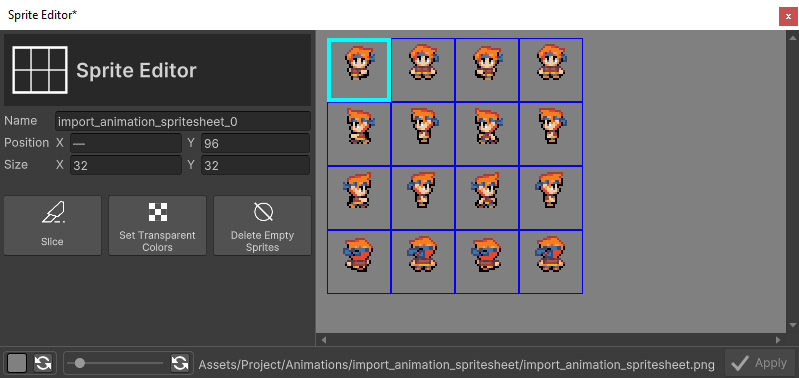 Sprite Editor*
x
Sprite Editor
Name import_animation_spritesheet_0
Position X — Y 96
Size X 32 Y 32
Slice
Set Transparent
Colors
Delete Empty
Sprites
Assets/Project/Animations/import_animation_spritesheet/import_animation_spritesheet.png
Apply